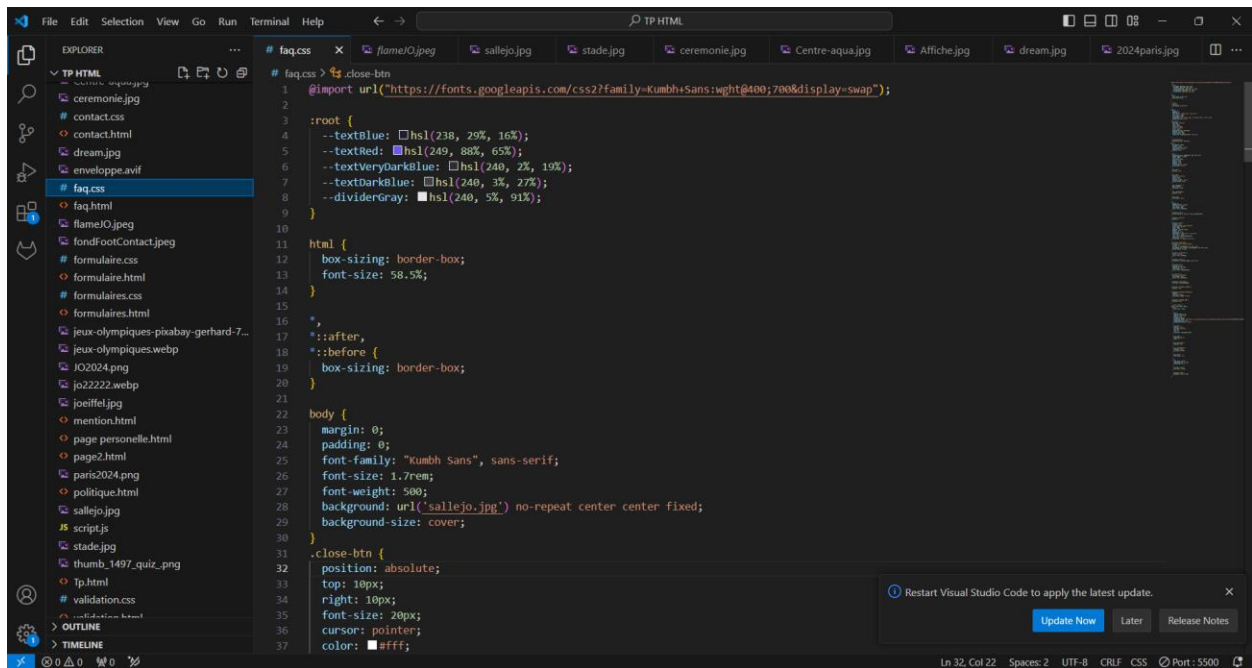 File Edit Selection View Go Run Terminal Help
TP HTML
EXPLORER
TP HTML
ceremonie.jpg
contact.css
contact.html
dream.jpg
enveloppe.avif
faq.css
faq.html
flameJO.jpeg
fondFootContact.jpeg
formulaire.css
formulaire.html
formulaires.css
formulaires.html
jeux-olympiques-pixabay-gerhard-7...
jeux-olympiques.webp
JO2024.png
jo22222.webp
joeiffel.jpg
mention.html
page personelle.html
page2.html
paris2024.png
politique.html
sallejo.jpg
JS script.js
stade.jpg
thumb_1497_quiz_.png
Tp.html
validation.css
OUTLINE
TIMELINE
# faq.css flameJO.jpeg sallejo.jpg stade.jpg ceremonie.jpg Centre-aqua.jpg Affiche.jpg dream.jpg 2024paris.jpg
# faq.css > .close-btn
1 @import url("https://fonts.googleapis.com/css2?family=Kumbh+Sans:wght@400;700&display=swap");
2
3 :root {
4 --textBlue: hsl(238, 29%, 16%);
5 --textRed: hsl(249, 88%, 65%);
6 --textVeryDarkBlue: hsl(240, 2%, 19%);
7 --textDarkBlue: hsl(240, 3%, 27%);
8 --dividerGray: hsl(240, 5%, 91%);
9 }
10
11 html {
12 box-sizing: border-box;
13 font-size: 58.5%;
14 }
15
16 *,
17 *::after,
18 *::before {
19 box-sizing: border-box;
20 }
21
22 body {
23 margin: 0;
24 padding: 0;
25 font-family: "Kumbh Sans", sans-serif;
26 font-size: 1.7rem;
27 font-weight: 500;
28 background: url('sallejo.jpg') no-repeat center center fixed;
29 background-size: cover;
30 }
31 .close-btn {
32 position: absolute;
33 top: 10px;
34 right: 10px;
35 font-size: 20px;
36 cursor: pointer;
37 color: #fff;
Restart Visual Studio Code to apply the latest update.
Update Now Later Release Notes
0 0 0 Ln 32, Col 22 Spaces: 2 UTF-8 CRLF CSS Port : 5500